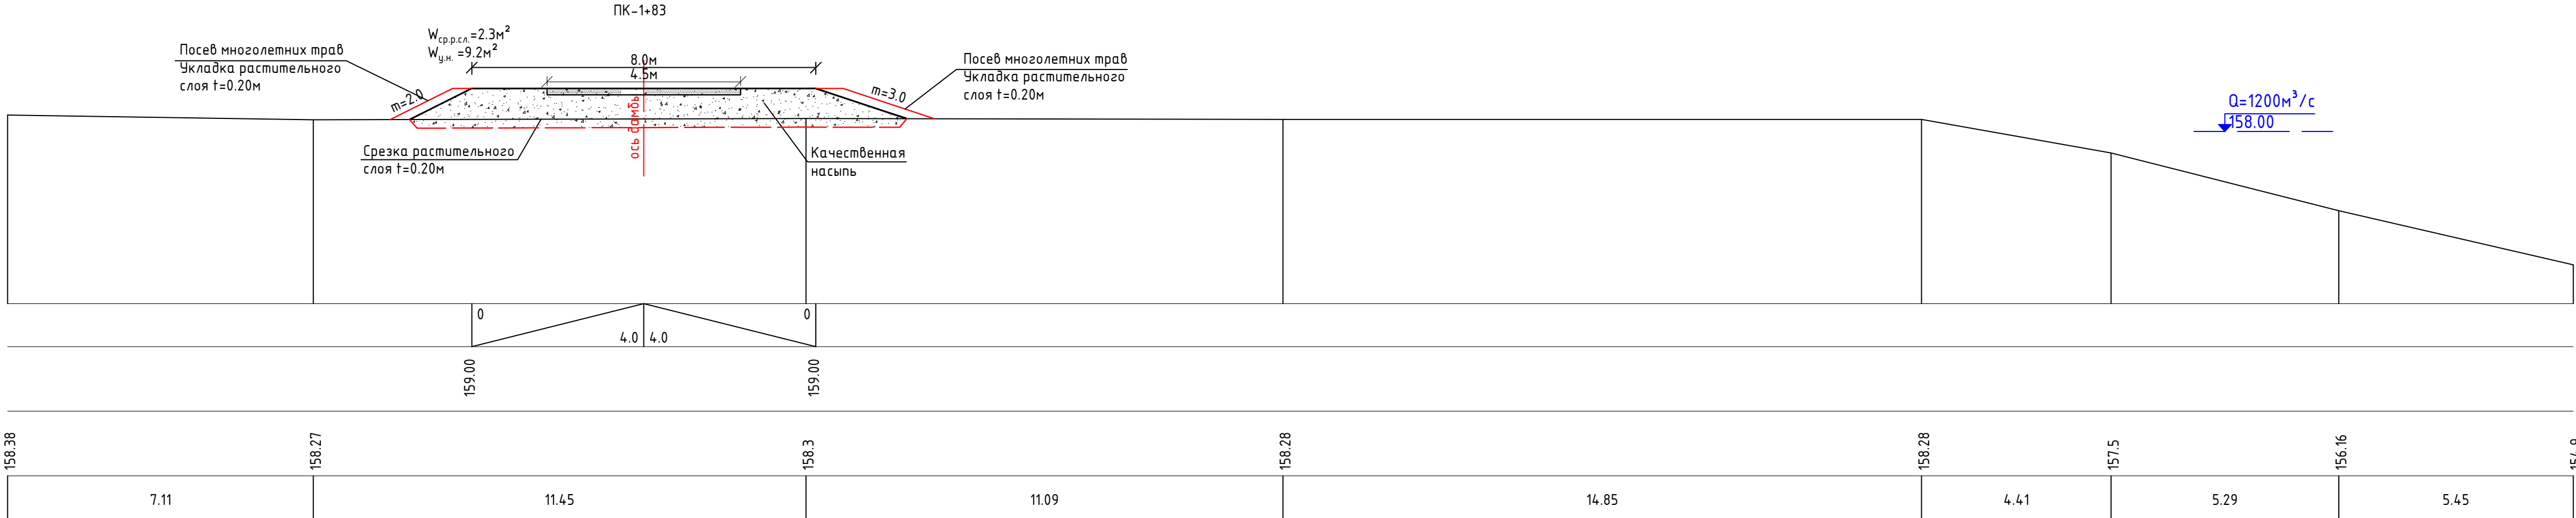 ПК-1+83
Wср.р.сл.=2.3м²
Wу.н. =9.2м²
Посев многолетних трав
Укладка растительного
слоя t=0.20м
8.0м
4.5м
Посев многолетних трав
Укладка растительного
слоя t=0.20м
m=2.0
m=3.0
ось дамбы
Q=1200м³/с
158.00
Срезка растительного
слоя t=0.20м
Качественная
насыпь
0
0
4.0
4.0
159.00
159.00
158.38
158.27
158.3
158.28
158.28
157.5
156.16
7.11
11.45
11.09
14.85
4.41
5.29
5.45